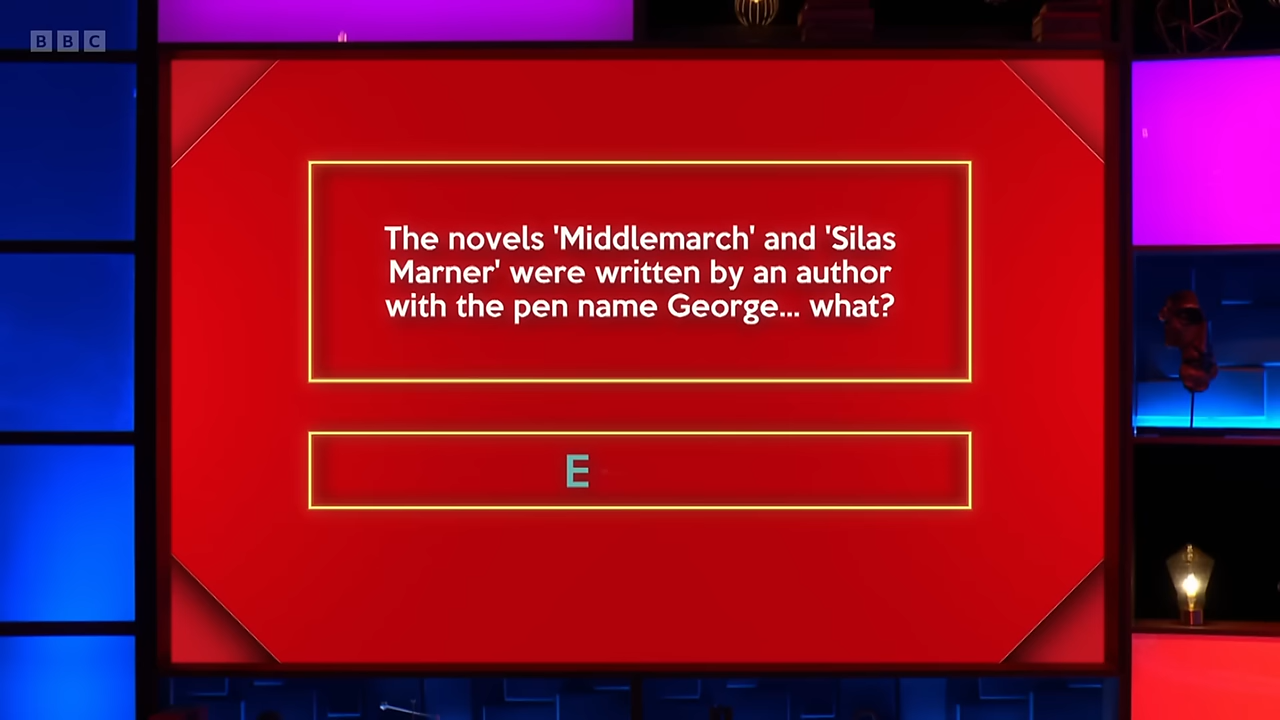 BBC
The novels 'Middlemarch' and 'Silas
Marner' were written by an author
with the pen name George... what?
E